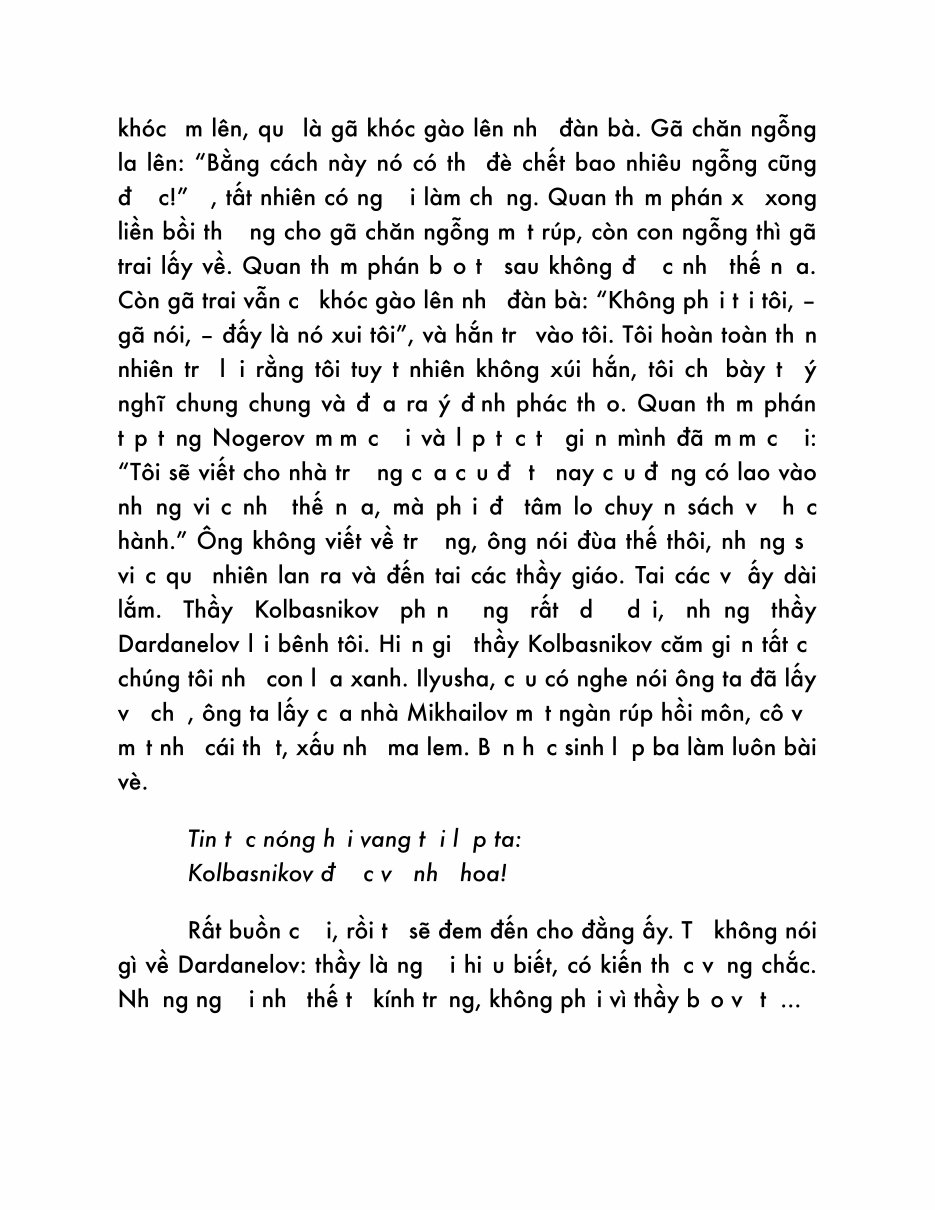 khóc  m lên, qu  là gã khóc gào lên nh  đàn bà. Gã chăn ngỗng
la lên: “Bằng cách này nó có th  đè chết bao nhiêu ngỗng cũng
đ  c!”  , tất nhiên có ng  i làm ch ng. Quan th m phán x  xong
liền bồi th  ng cho gã chăn ngỗng m t rúp, còn con ngỗng thì gã
trai lấy về. Quan th m phán b o t  sau không đ  c nh  thế n a.
Còn gã trai vẫn c  khóc gào lên nh  đàn bà: “Không ph i t i tôi, –
gã nói, – đấy là nó xui tôi”, và hắn tr  vào tôi. Tôi hoàn toàn th n
nhiên tr  l i rằng tôi tuy t nhiên không xúi hắn, tôi ch  bày t  ý
nghĩ chung chung và đ a ra ý đ nh phác th o. Quan th m phán
t p t ng Nogerov m m c  i và l p t c t  gi n mình đã m m c  i:
“Tôi sẽ viết cho nhà tr  ng c a c u đ  t  nay c u đ ng có lao vào
nh ng vi c nh  thế n a, mà ph i đ  tâm lo chuy n sách v  h c
hành.” Ông không viết về tr  ng, ông nói đùa thế thôi, nh ng s 
vi c qu  nhiên lan ra và đến tai các thầy giáo. Tai các v  ấy dài
lắm. Thầy Kolbasnikov ph n  ng rất d  d i, nh ng thầy
Dardanelov l i bênh tôi. Hi n gi  thầy Kolbasnikov căm gi n tất c 
chúng tôi nh  con l a xanh. Ilyusha, c u có nghe nói ông ta đã lấy
v  ch , ông ta lấy c a nhà Mikhailov m t ngàn rúp hồi môn, cô v 
m t nh  cái th t, xấu nh  ma lem. B n h c sinh l p ba làm luôn bài
vè.
Tin t c nóng h i vang t i l p ta:
Kolbasnikov đ  c v  nh  hoa!
Rất buồn c  i, rồi t  sẽ đem đến cho đằng ấy. T  không nói
gì về Dardanelov: thầy là ng  i hi u biết, có kiến th c v ng chắc.
Nh ng ng  i nh  thế t  kính tr ng, không ph i vì thầy b o v  t ...